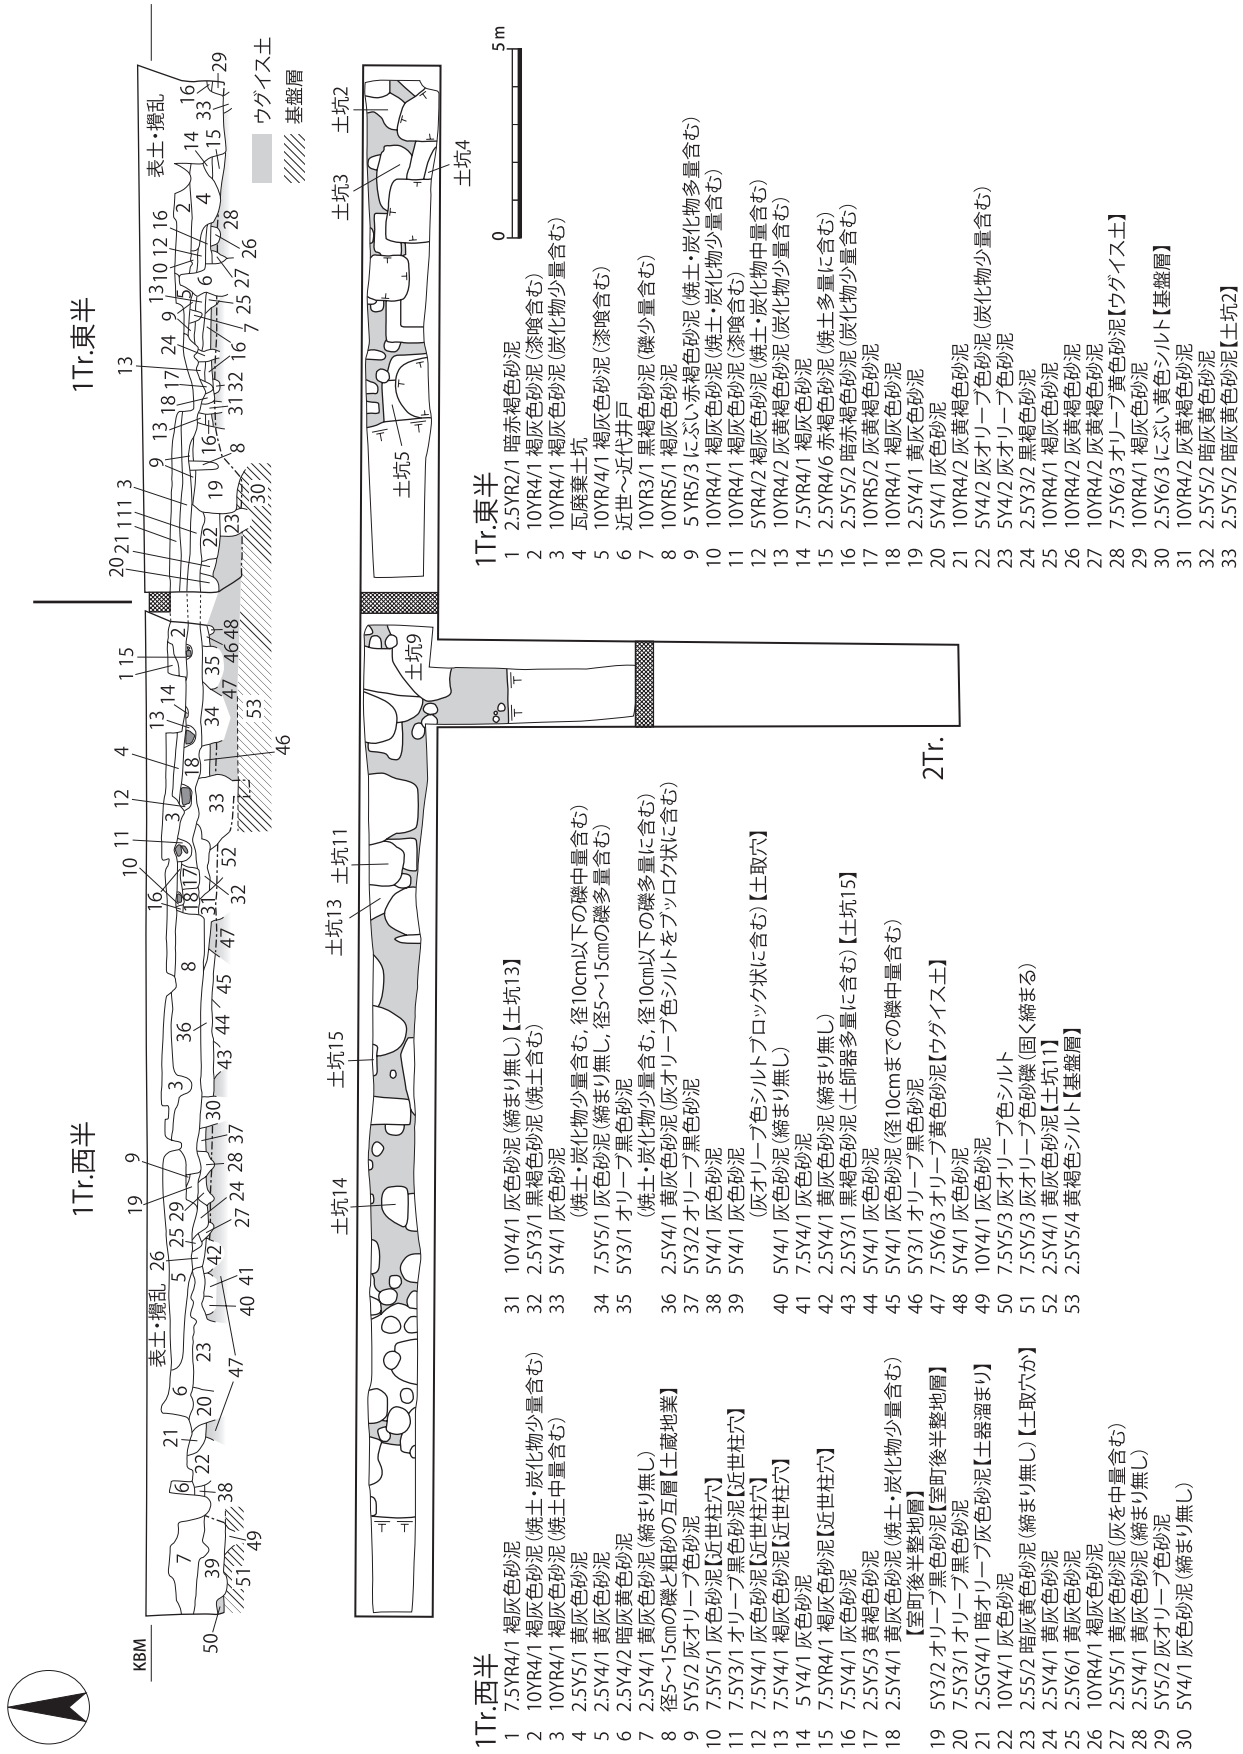 1Tr.西半
1Tr.東半
KBM
表土・攪乱
表土・攪乱
ウグイス土
基盤層
土坑14
土坑15
土坑13
土坑11
土坑9
土坑5
土坑3
土坑4
土坑2
2Tr.
0
5m
1Tr.西半
1 7.5YR4/1 褐灰色砂泥
2 10YR4/1 褐灰色砂泥（焼土・炭化物少量含む）
3 10YR4/1 褐灰色砂泥（焼土中量含む）
4 2.5Y5/1 黄灰色砂泥
5 2.5Y4/1 黄灰色砂泥
6 2.5Y4/2 暗灰黄色砂泥
7 2.5Y4/1 黄灰色砂泥（締まり無し）
8 径5～15cmの礫と粗砂の互層【土蔵地業】
9 5Y5/2 灰オリーブ色砂泥
10 7.5Y5/1 灰色砂泥【近世柱穴】
11 7.5Y3/1 オリーブ黒色砂泥【近世柱穴】
12 7.5Y4/1 灰色砂泥【近世柱穴】
13 7.5Y4/1 褐灰色砂泥【近世柱穴】
14 5Y4/1 灰色砂泥
15 7.5YR4/1 褐灰色砂泥【近世柱穴】
16 7.5Y4/1 灰色砂泥
17 2.5Y5/3 黄褐色砂泥
18 2.5Y4/1 黄灰色砂泥（焼土・炭化物少量含む）
【室町後半整地層】
19 5Y3/2 オリーブ黒色砂泥【室町後半整地層】
20 7.5Y3/1 オリーブ黒色砂泥
21 2.5GY4/1 暗オリーブ灰色砂泥【土器溜まり】
22 10Y4/1 灰色砂泥
23 2.55/2 暗灰黄色砂泥（締まり無し）【土取穴か】
24 2.5Y4/1 黄灰色砂泥
25 2.5Y6/1 黄灰色砂泥
26 10YR4/1 褐灰色砂泥
27 2.5Y5/1 黄灰色砂泥（灰を中量含む）
28 2.5Y4/1 黄灰色砂泥（締まり無し）
29 5Y5/2 灰オリーブ色砂泥
30 5Y4/1 灰色砂泥（締まり無し）
31 10Y4/1 灰色砂泥（締まり無し）【土坑13】
32 2.5Y3/1 黒褐色砂泥（焼土含む）
33 5Y4/1 灰色砂泥
（焼土・炭化物少量含む，径10cm以下の礫中量含む）
34 7.5Y5/1 灰色砂泥（締まり無し，径5～15cmの礫多量含む）
35 5Y3/1 オリーブ黒色砂泥
（焼土・炭化物少量含む，径10cm以下の礫多量に含む）
36 2.5Y4/1 黄灰色砂泥（灰オリーブ色シルトをブッロク状に含む）
37 5Y3/2 オリーブ黒色砂泥
38 5Y4/1 灰色砂泥
39 5Y4/1 灰色砂泥
（灰オリーブ色シルトブロック状に含む）【土取穴】
40 5Y4/1 灰色砂泥（締まり無し）
41 7.5Y4/1 灰色砂泥
42 2.5Y4/1 黄灰色砂泥（締まり無し）
43 2.5Y3/1 黒褐色砂泥（土師器多量に含む）【土坑15】
44 5Y4/1 灰色砂泥
45 5Y4/1 灰色砂泥（径10cmまでの礫中量含む）
46 5Y3/1 オリーブ黒色砂泥
47 7.5Y6/3 オリーブ黄色砂泥【ウグイス土】
48 5Y4/1 灰色砂泥
49 10Y4/1 灰色砂泥
50 7.5Y5/3 灰オリーブ色シルト
51 7.5Y5/3 灰オリーブ色砂礫（固く締まる）
52 2.5Y4/1 黄灰色砂泥【土坑11】
53 2.5Y5/4 黄褐色シルト【基盤層】
1Tr.東半
1 2.5YR2/1 暗赤褐色砂泥
2 10YR4/1 褐灰色砂泥（漆喰含む）
3 10YR4/1 褐灰色砂泥（炭化物少量含む）
4 瓦廃棄土坑
5 10YR/4/1 褐灰色砂泥（漆喰含む）
6 近世～近代井戸
7 10YR3/1 黒褐色砂泥（礫少量含む）
8 10YR5/1 褐灰色砂泥
9 5 YR5/3 にぶい赤褐色砂泥（焼土・炭化物多量含む）
10 10YR4/1 褐灰色砂泥（焼土・炭化物少量含む）
11 10YR4/1 褐灰色砂泥（漆喰含む）
12 5YR4/2 褐灰色砂泥（焼土・炭化物中量含む）
13 10YR4/2 灰黄褐色砂泥（炭化物少量含む）
14 7.5YR4/1 褐灰色砂泥
15 2.5YR4/6 赤褐色砂泥（焼土多量に含む）
16 2.5Y5/2 暗赤褐色砂泥（炭化物少量含む）
17 10YR5/2 灰黄褐色砂泥
18 10YR4/1 褐灰色砂泥
19 2.5Y4/1 黄灰色砂泥
20 5Y4/1 灰色砂泥
21 10YR4/2 灰黄褐色砂泥
22 5Y4/2 灰オリーブ色砂泥（炭化物少量含む）
23 5Y4/2 灰オリーブ色砂泥
24 2.5Y3/2 黒褐色砂泥
25 10YR4/1 褐灰色砂泥
26 10YR4/2 灰黄褐色砂泥
27 10YR4/2 灰黄褐色砂泥
28 7.5Y6/3 オリーブ黄色砂泥【ウグイス土】
29 10YR4/1 褐灰色砂泥
30 2.5Y6/3 にぶい黄色シルト【基盤層】
31 10YR4/2 灰黄褐色砂泥
32 2.5Y5/2 暗灰黄色砂泥
33 2.5Y5/2 暗灰黄色砂泥【土坑2】